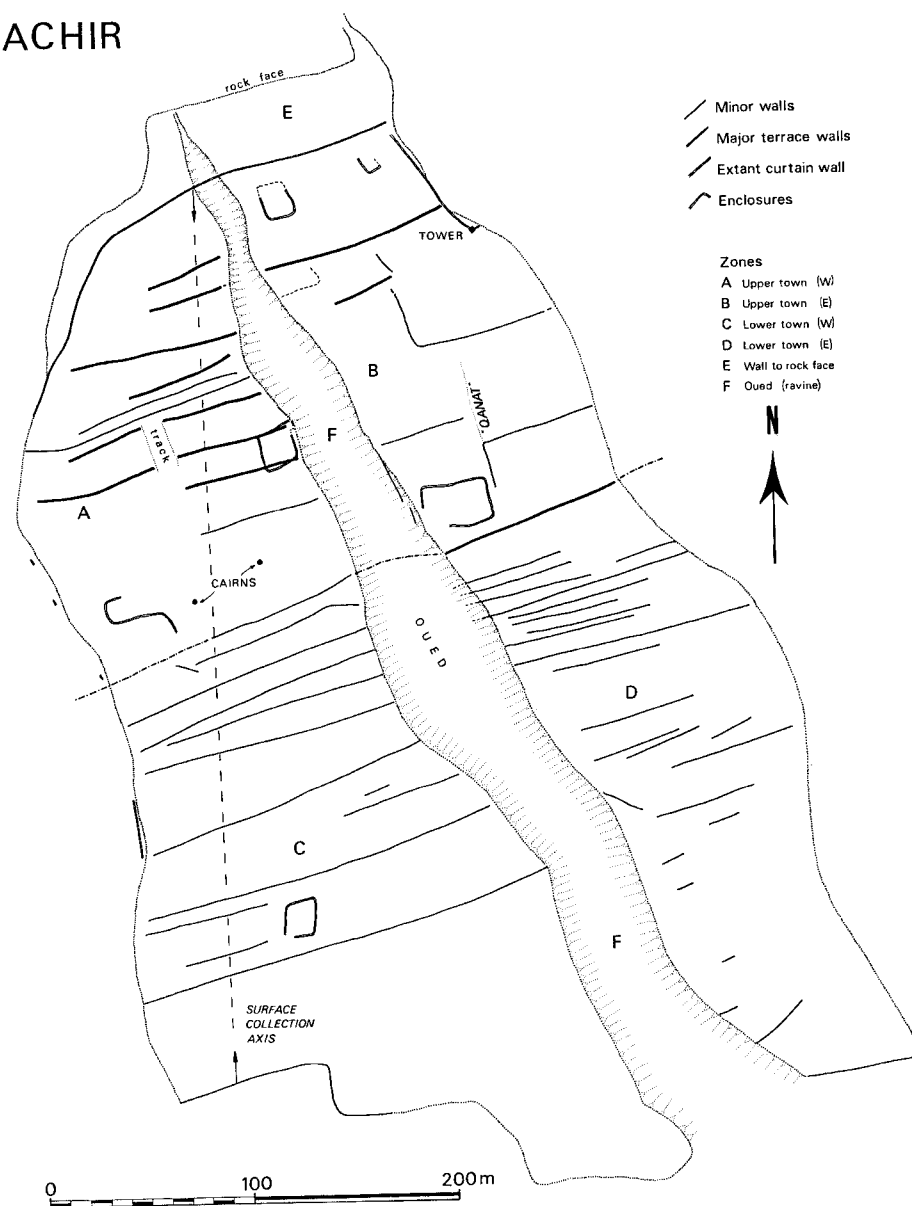 ACHIR
rock face
E
Minor walls
Major terrace walls
Extant curtain wall
Enclosures
TOWER
Zones
A Upper town (W)
B Upper town (E)
C Lower town (W)
D Lower town (E)
E Wall to rock face
F Oued (ravine)
B
"QANAT"
N
F
track
A
CAIRNS
OUED
D
C
F
SURFACE
COLLECTION
AXIS
0 100 200m